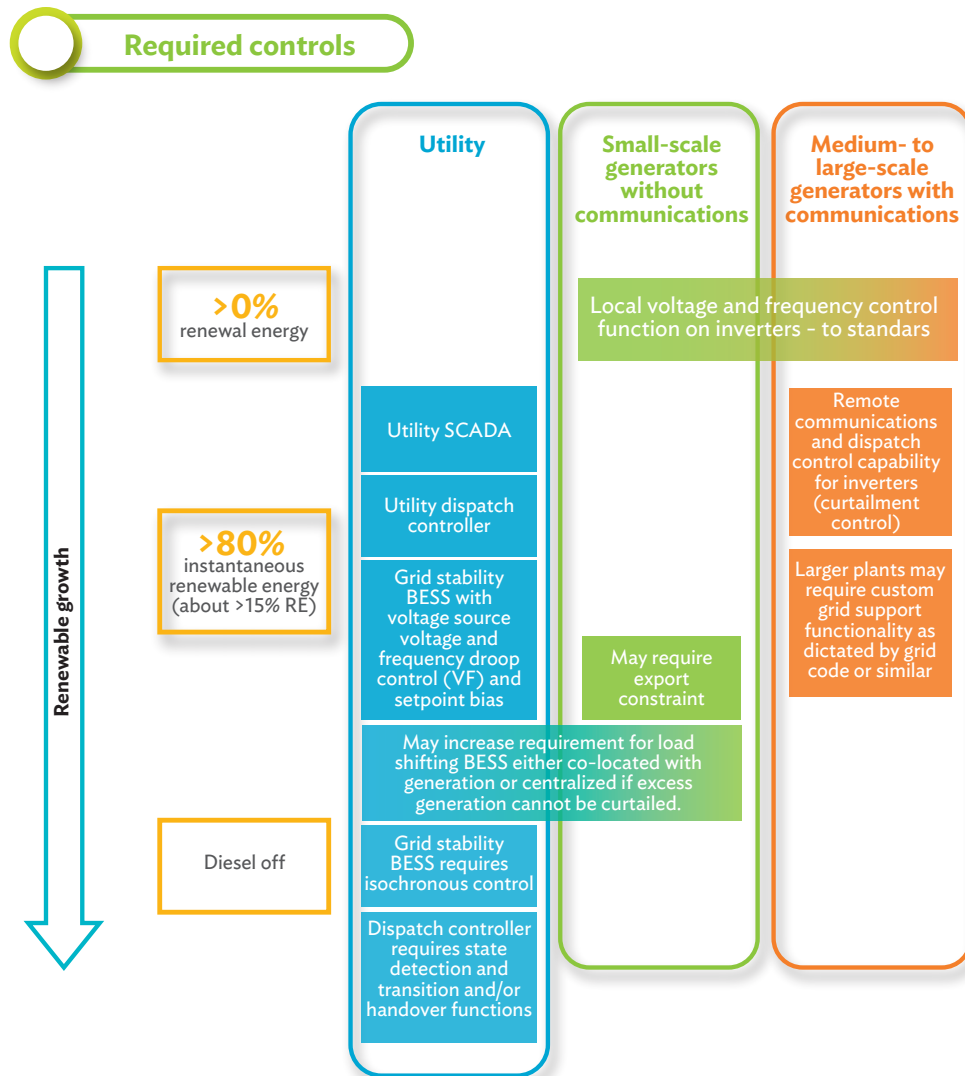 Required controls
Utility
Small-scale
generators
without
communications
Medium- to
large-scale
generators with
communications
Renewable growth
>0%
renewal energy
Local voltage and frequency control
function on inverters - to standars
Utility SCADA
Remote
communications
and dispatch
control capability
for inverters
(curtailment
control)
Utility dispatch
controller
>80%
instantaneous
renewable energy
(about >15% RE)
Grid stability
BESS with
voltage source
voltage and
frequency droop
control (VF) and
setpoint bias
Larger plants may
require custom
grid support
functionality as
dictated by grid
code or similar
May require
export
constraint
May increase requirement for load
shifting BESS either co-located with
generation or centralized if excess
generation cannot be curtailed.
Diesel off
Grid stability
BESS requires
isochronous control
Dispatch controller
requires state
detection and
transition and/or
handover functions